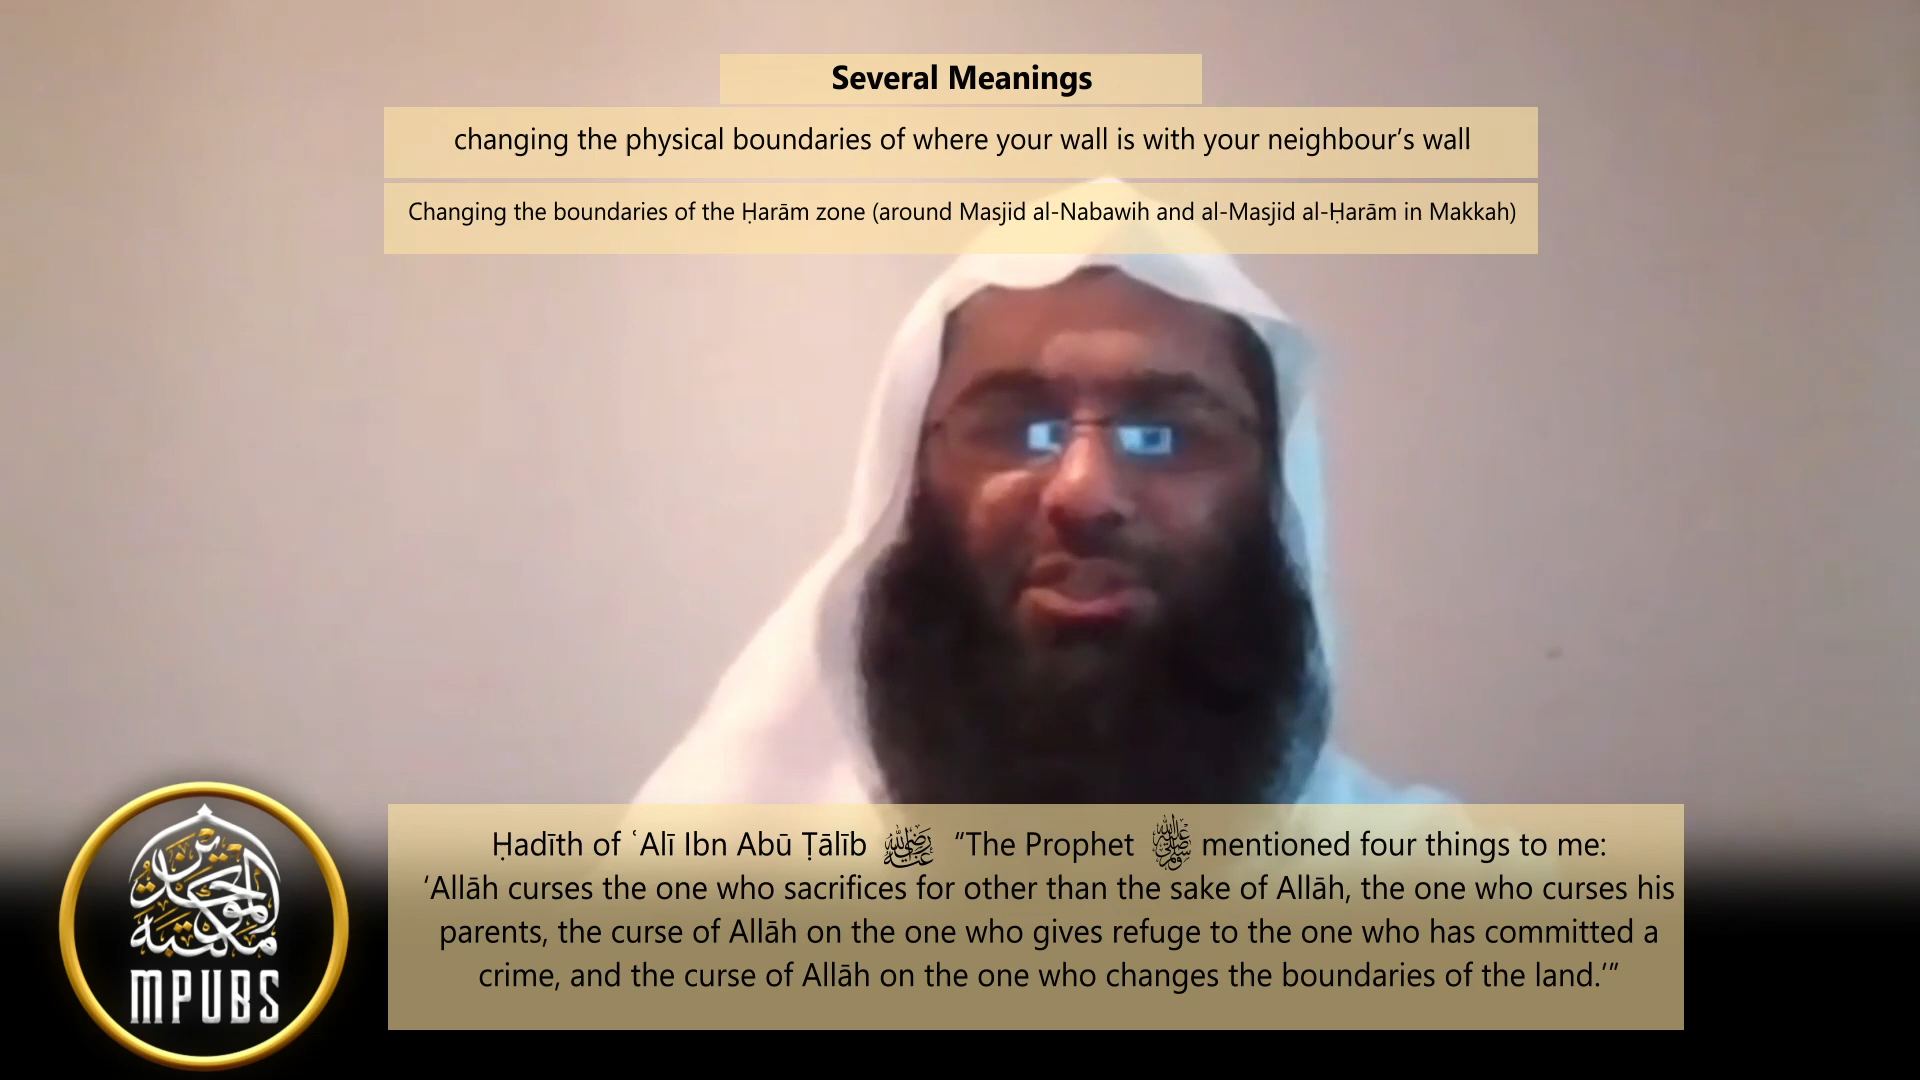 Several Meanings
changing the physical boundaries of where your wall is with your neighbour’s wall
Changing the boundaries of the Ḥarām zone (around Masjid al-Nabawih and al-Masjid al-Ḥarām in Makkah)
Ḥadīth of ʿAlī Ibn Abū Ṭālīb رضي الله عنه “The Prophet ﷺ mentioned four things to me:
‘Allāh curses the one who sacrifices for other than the sake of Allāh, the one who curses his
parents, the curse of Allāh on the one who gives refuge to the one who has committed a
crime, and the curse of Allāh on the one who changes the boundaries of the land.’”
مكتبة الموحدين
MPUBS